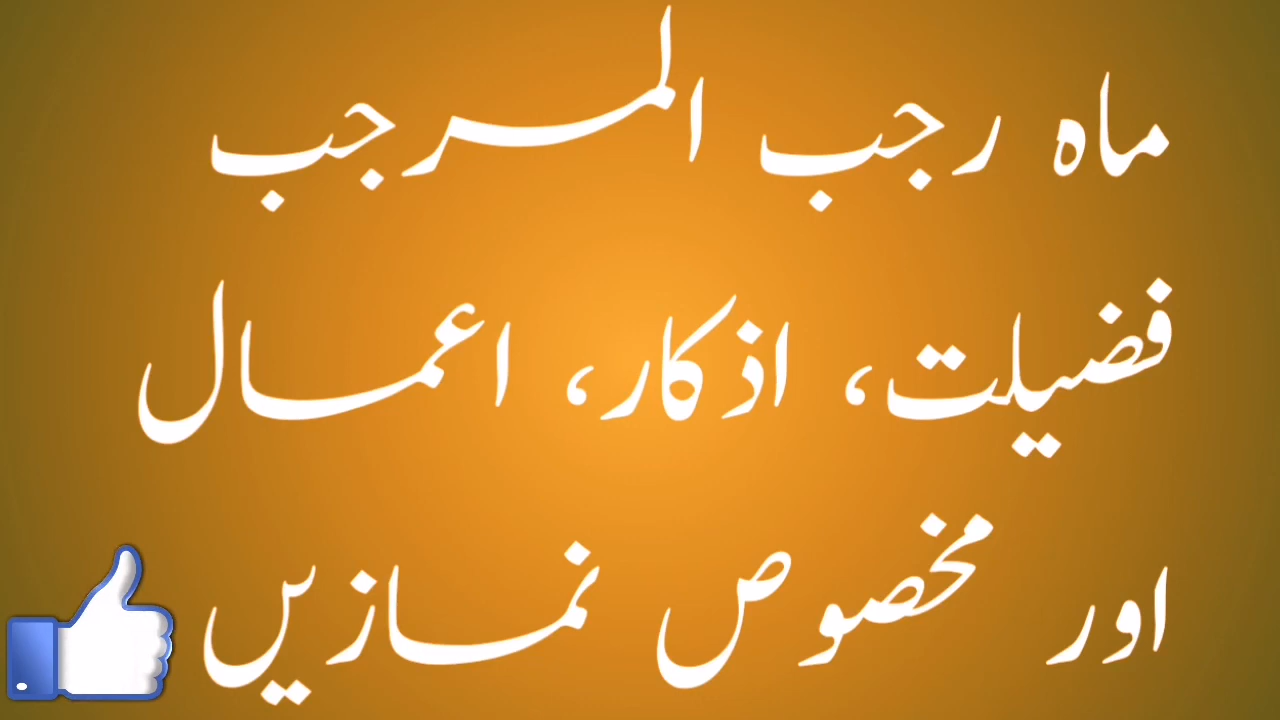 ماہ رجب المرجب
فضیلت، اذکار، اعمال
اور مخصوص نمازیں